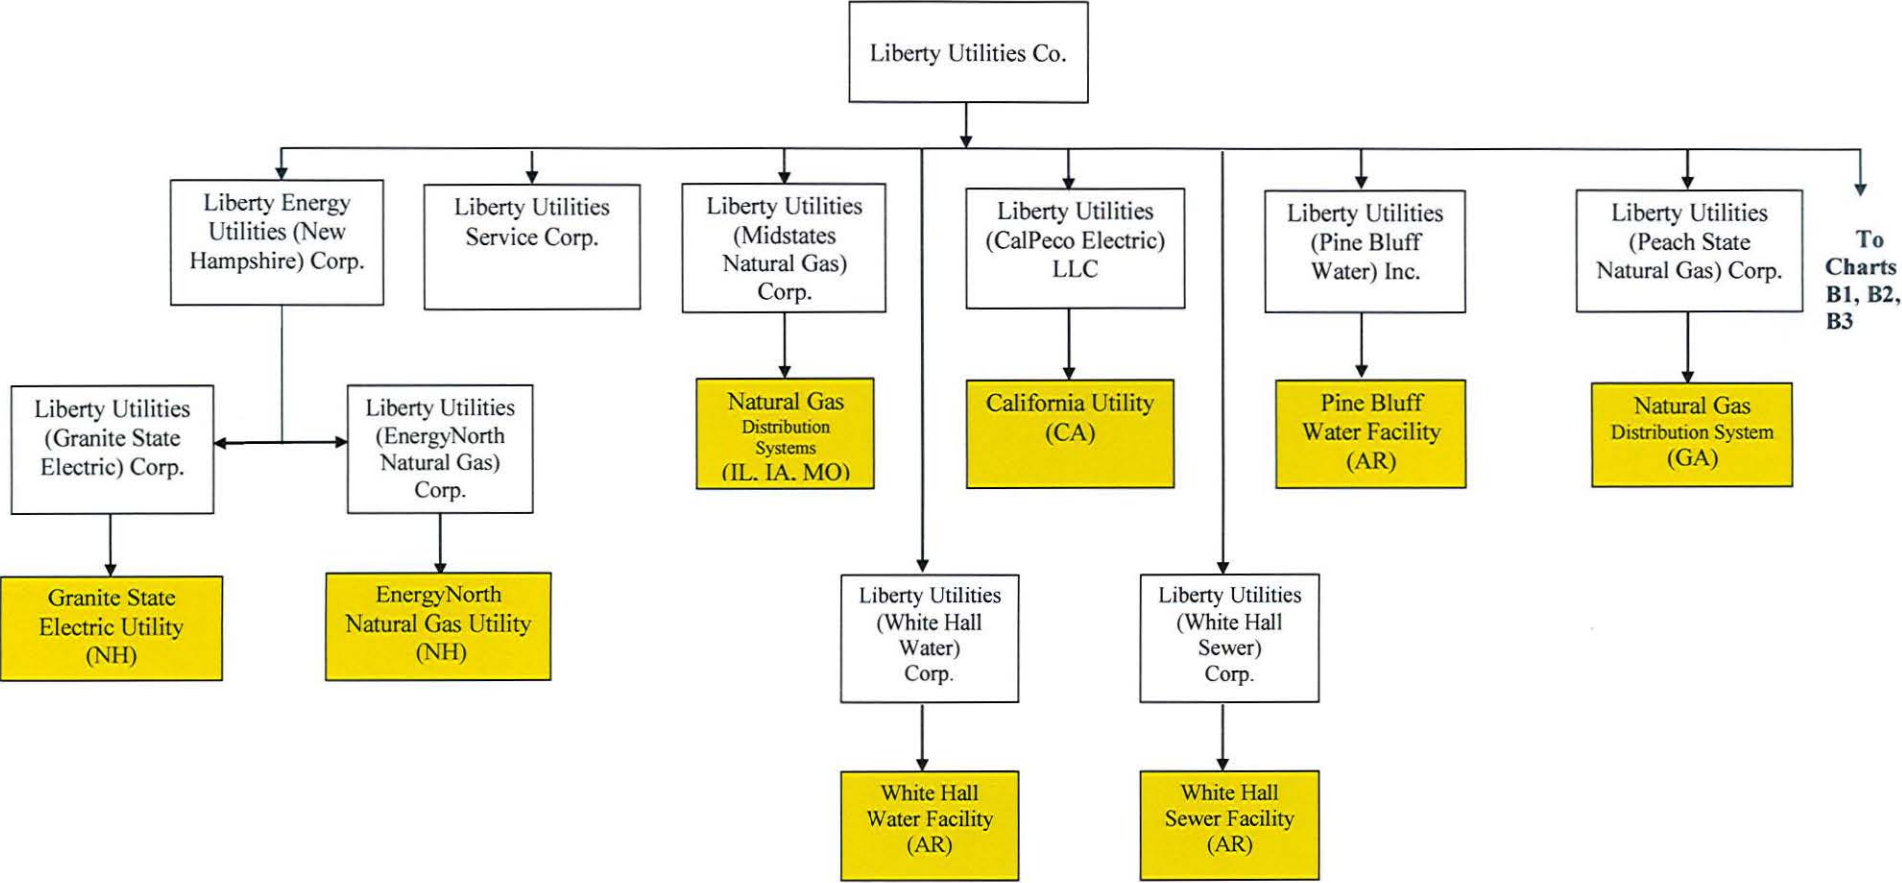 Liberty Utilities Co.
Liberty Energy
Utilities (New
Hampshire) Corp.
Liberty Utilities
Service Corp.
Liberty Utilities
(Midstates
Natural Gas)
Corp.
Liberty Utilities
(CalPeco Electric)
LLC
Liberty Utilities
(Pine Bluff
Water) Inc.
Liberty Utilities
(Peach State
Natural Gas) Corp.
To
Charts
B1, B2,
B3
Liberty Utilities
(Granite State
Electric) Corp.
Liberty Utilities
(EnergyNorth
Natural Gas)
Corp.
Natural Gas
Distribution
Systems
(IL, IA, MO)
California Utility
(CA)
Pine Bluff
Water Facility
(AR)
Natural Gas
Distribution System
(GA)
Granite State
Electric Utility
(NH)
EnergyNorth
Natural Gas Utility
(NH)
Liberty Utilities
(White Hall
Water)
Corp.
Liberty Utilities
(White Hall
Sewer)
Corp.
White Hall
Water Facility
(AR)
White Hall
Sewer Facility
(AR)